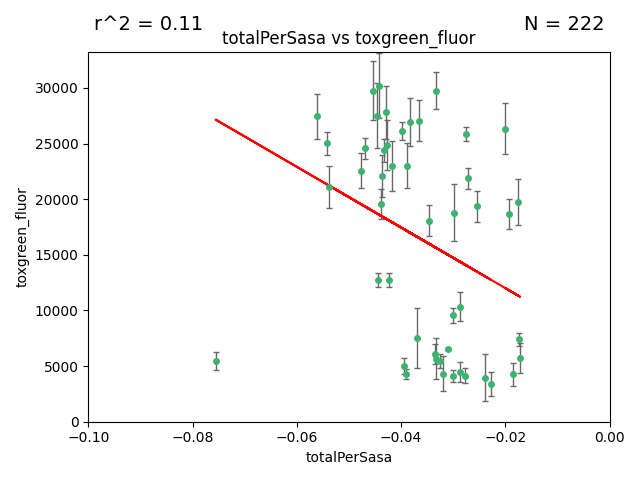 r^2 = 0.11
N = 222
totalPerSasa vs toxgreen_fluor
30000
25000
20000
15000
10000
5000
0
toxgreen_fluor
−0.10
−0.08
−0.06
−0.04
−0.02
0.00
totalPerSasa